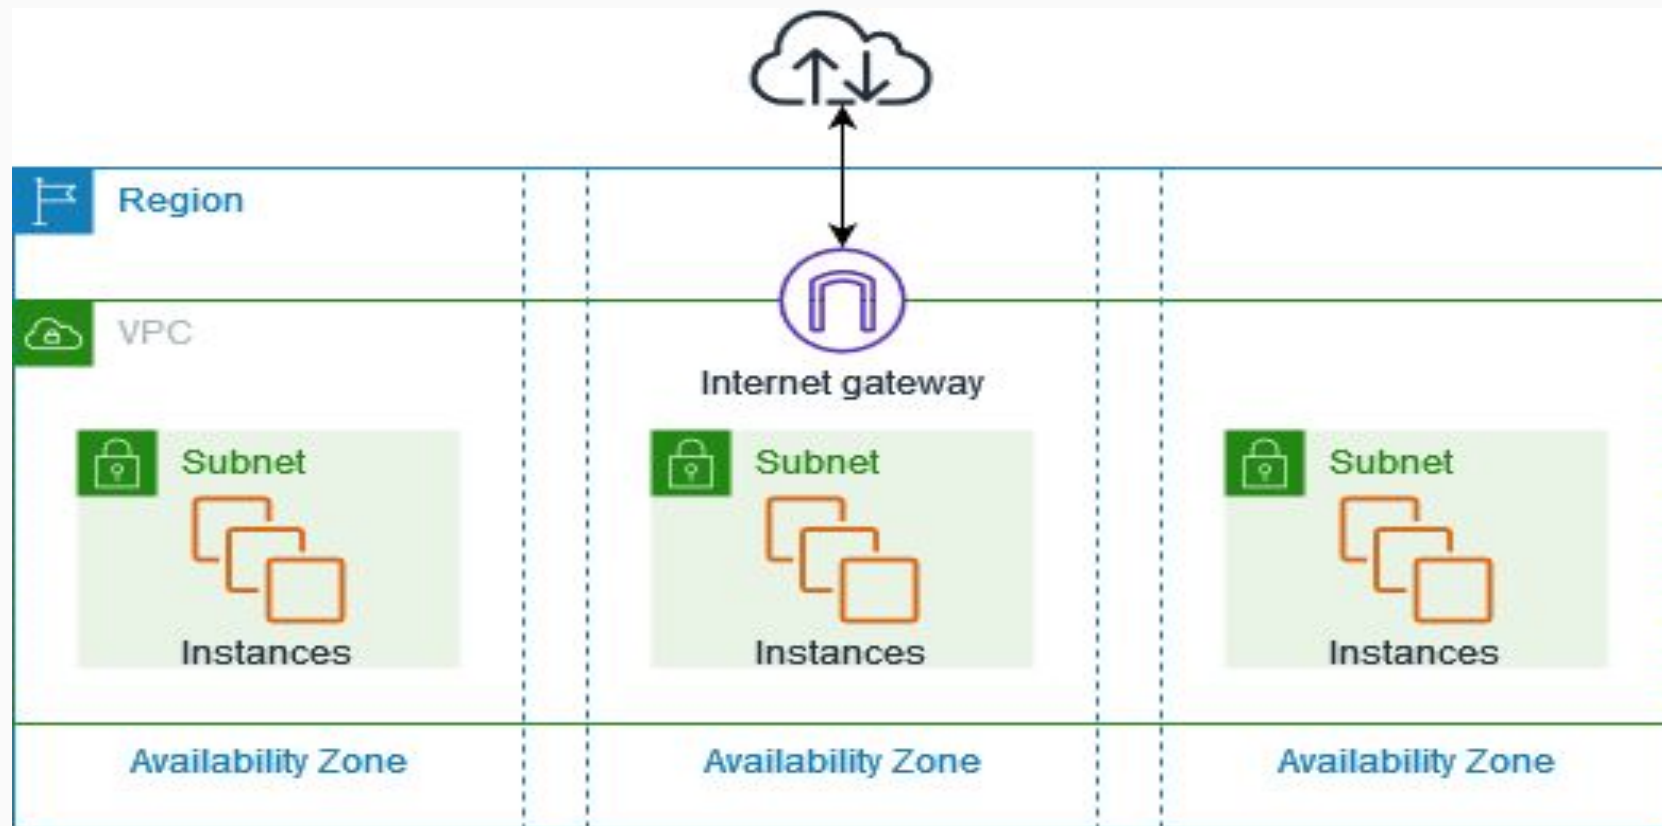 Region
VPC
Internet gateway
Subnet
Subnet
Subnet
Instances
Instances
Instances
Availability Zone
Availability Zone
Availability Zone